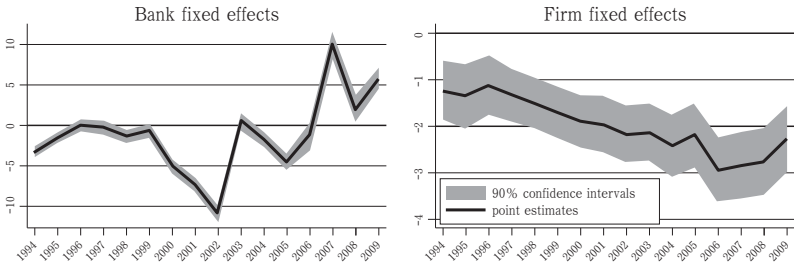 Bank fixed effects
10
5
0
−5
−10
1994 1995 1996 1997 1998 1999 2000 2001 2002 2003 2004 2005 2006 2007 2008 2009
Firm fixed effects
0
−1
−2
−3
−4
90% confidence intervals
point estimates
1994 1995 1996 1997 1998 1999 2000 2001 2002 2003 2004 2005 2006 2007 2008 2009